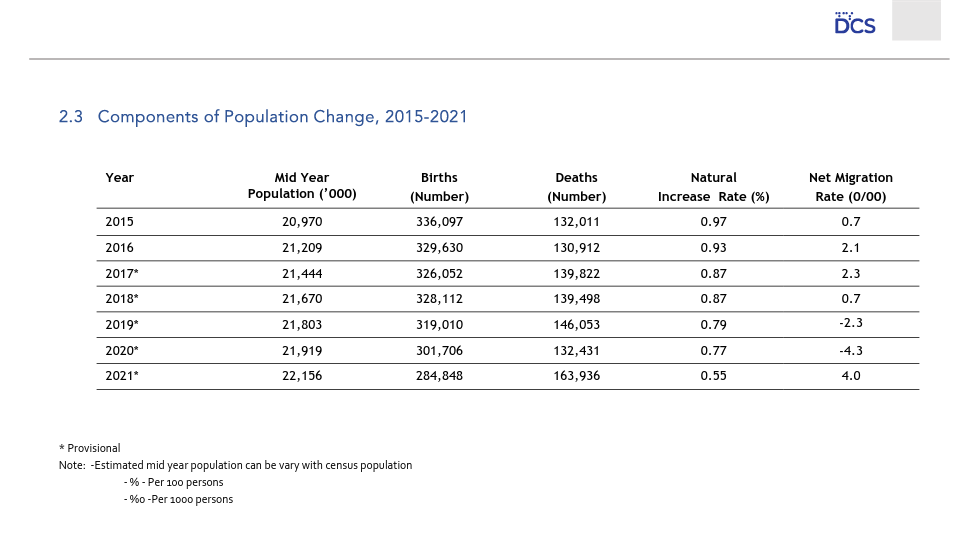 DCS
2.3 Components of Population Change, 2015-2021
Year Mid Year Population (’000) Births (Number) Deaths (Number) Natural Increase Rate (%) Net Migration Rate (0/00)
2015 20,970 336,097 132,011 0.97 0.7
2016 21,209 329,630 130,912 0.93 2.1
2017* 21,444 326,052 139,822 0.87 2.3
2018* 21,670 328,112 139,498 0.87 0.7
2019* 21,803 319,010 146,053 0.79 -2.3
2020* 21,919 301,706 132,431 0.77 -4.3
2021* 22,156 284,848 163,936 0.55 4.0
* Provisional
Note: -Estimated mid year population can be vary with census population
- % - Per 100 persons
- %0 -Per 1000 persons